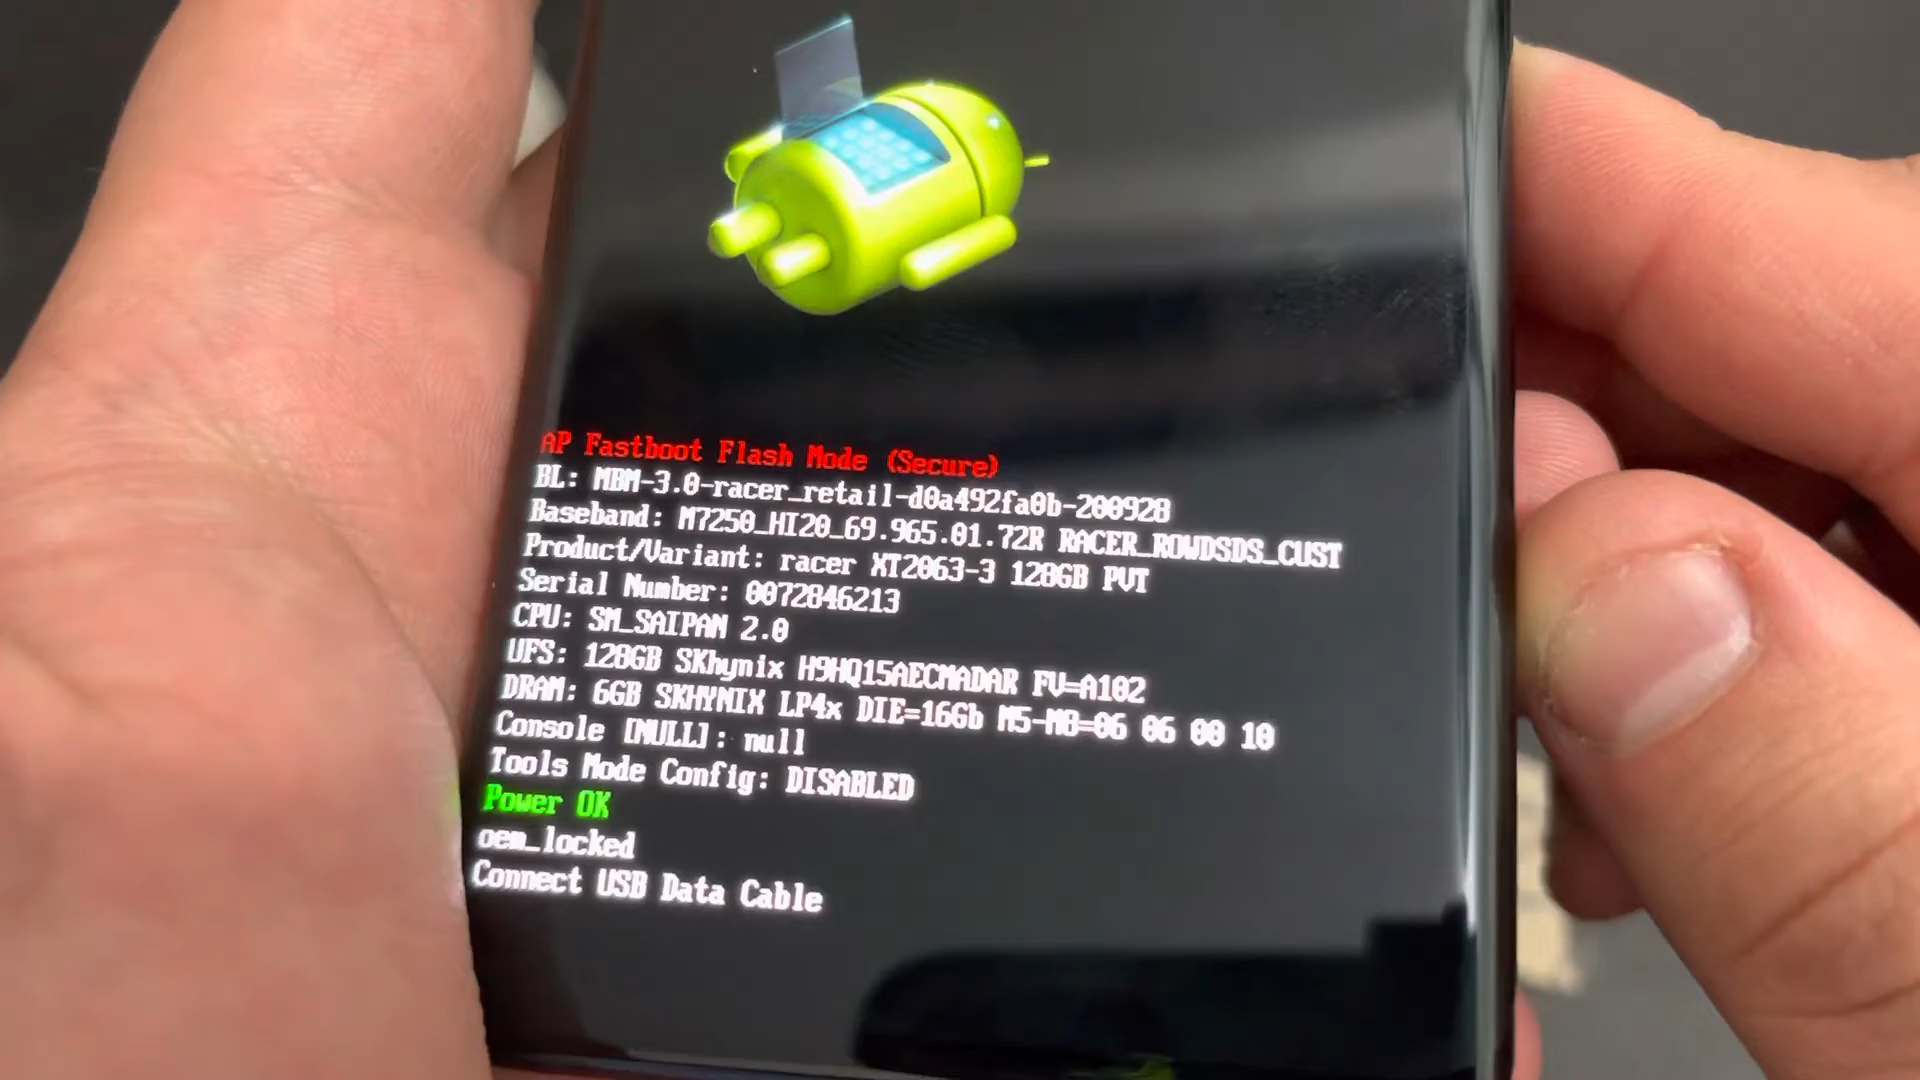 AP Fastboot Flash Mode (Secure)
BL: MBM-3.0-racer_retail-d0a492fa0b-200928
Baseband: M7250_HI20_69.965.01.72R RACER_ROWDSDS_CUST
Product/Variant: racer XT2063-3 128GB PVT
Serial Number: 0072846213
CPU: SM_SAIPAN 2.0
UFS: 128GB SKhynix H9HQ15AECMADAR FV=A102
DRAM: 6GB SKHYNIX LP4x DIE=16Gb M5-M8=06 06 00 10
Console [NULL]: null
Tools Mode Config: DISABLED
Power OK
oem_locked
Connect USB Data Cable